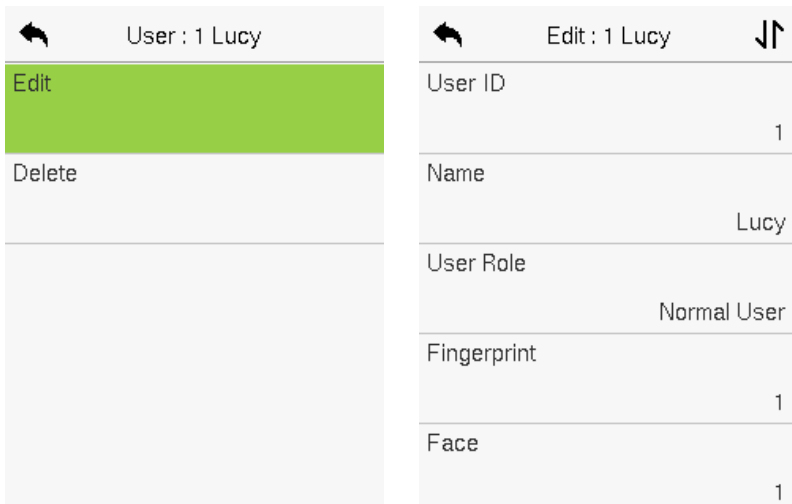 User : 1 Lucy
Edit
Delete
Edit : 1 Lucy
User ID
1
Name
Lucy
User Role
Normal User
Fingerprint
1
Face
1